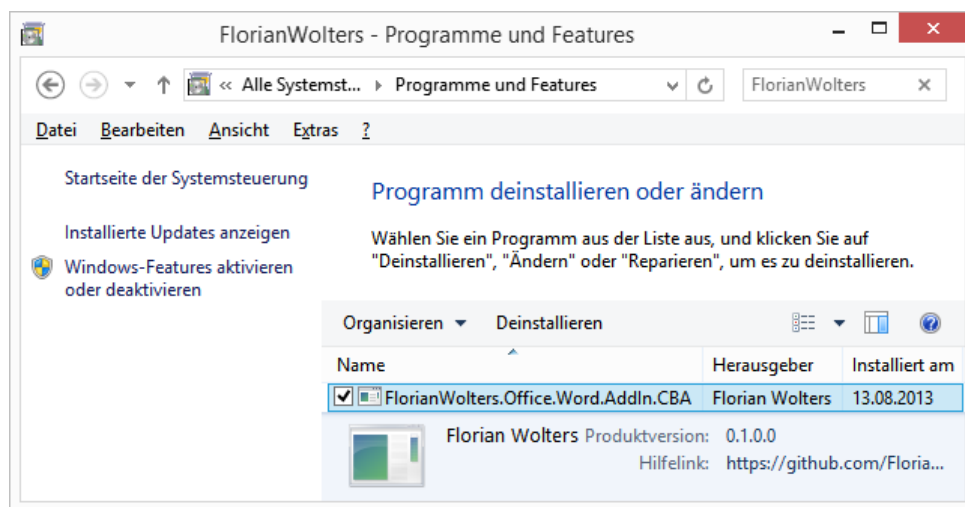 FlorianWolters - Programme und Features
« Alle Systemst... Programme und Features
FlorianWolters
Datei Bearbeiten Ansicht Extras ?
Startseite der Systemsteuerung
Installierte Updates anzeigen
Windows-Features aktivieren
oder deaktivieren
Programm deinstallieren oder ändern
Wählen Sie ein Programm aus der Liste aus, und klicken Sie auf
"Deinstallieren", "Ändern" oder "Reparieren", um es zu deinstallieren.
Organisieren Deinstallieren
Name Herausgeber Installiert am
FlorianWolters.Office.Word.AddIn.CBA Florian Wolters 13.08.2013
Florian Wolters Produktversion: 0.1.0.0
Hilfelink: https://github.com/Floria...